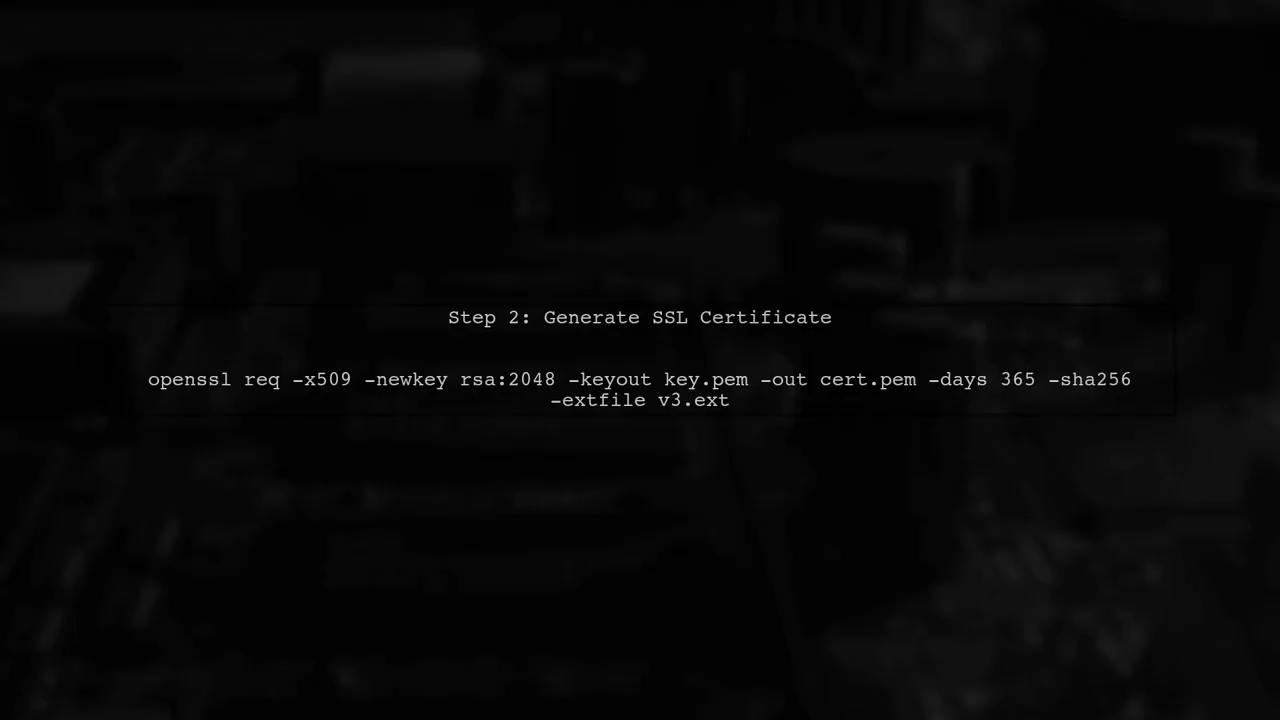 Step 2: Generate SSL Certificate
openssl req -x509 -newkey rsa:2048 -keyout key.pem -out cert.pem -days 365 -sha256
-extfile v3.ext